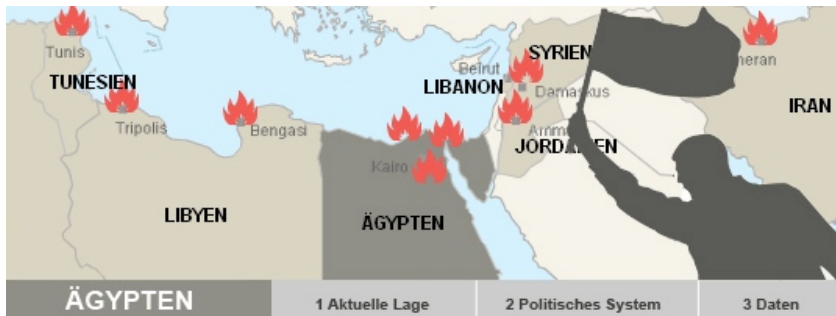 Tunis
TUNESIEN
Tripolis
Bengasi
LIBYEN
Kairo
ÄGYPTEN
SYRIEN
Beirut
LIBANON
Damaskus
JORDANIEN
IRAN
ÄGYPTEN
1 Aktuelle Lage
2 Politisches System
3 Daten